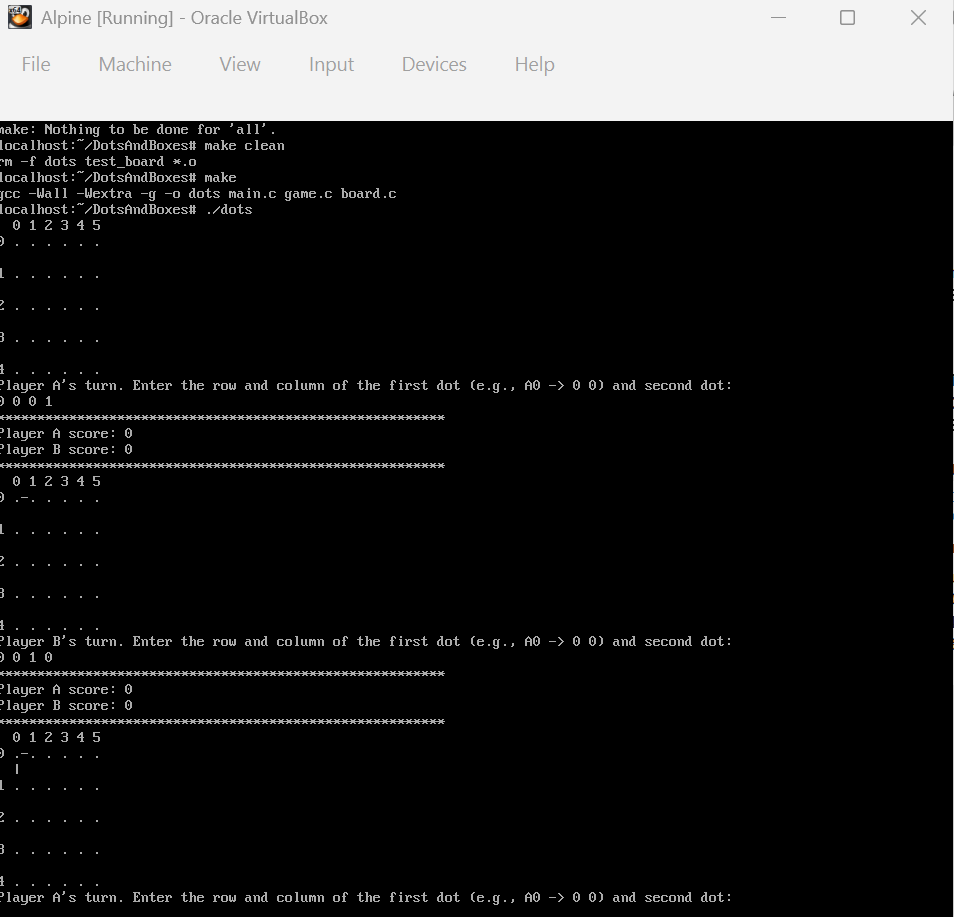 Alpine [Running] - Oracle VirtualBox
File Machine View Input Devices Help
make: Nothing to be done for 'all'.
localhost:~/DotsAndBoxes# make clean
rm -f dots test_board *.o
localhost:~/DotsAndBoxes# make
gcc -Wall -Wextra -g -o dots main.c game.c board.c
localhost:~/DotsAndBoxes# ./dots
  0 1 2 3 4 5
0 . . . . . .
1 . . . . . .
2 . . . . . .
3 . . . . . .
4 . . . . . .
Player A's turn. Enter the row and column of the first dot (e.g., A0 -> 0 0) and second dot:
0 0 0 1
********************************************************
Player A score: 0
Player B score: 0
********************************************************
  0 1 2 3 4 5
0 .-. . . . .
1 . . . . . .
2 . . . . . .
3 . . . . . .
4 . . . . . .
Player B's turn. Enter the row and column of the first dot (e.g., A0 -> 0 0) and second dot:
0 0 1 0
********************************************************
Player A score: 0
Player B score: 0
********************************************************
  0 1 2 3 4 5
0 .-. . . . .
  |
1 . . . . . .
2 . . . . . .
3 . . . . . .
4 . . . . . .
Player A's turn. Enter the row and column of the first dot (e.g., A0 -> 0 0) and second dot: